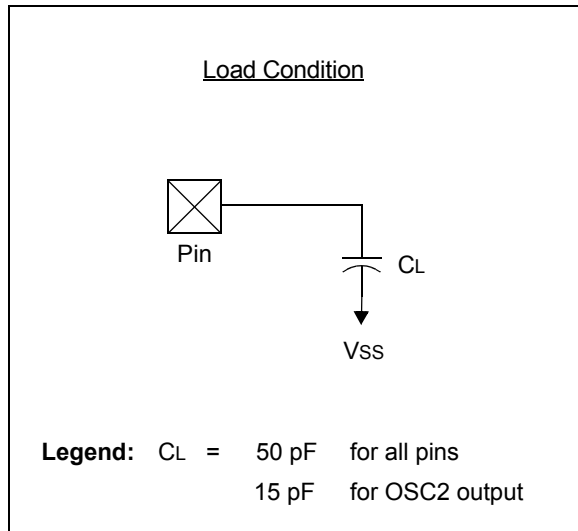 Load Condition
Pin
CL
VSS
Legend: CL = 50 pF for all pins
15 pF for OSC2 output